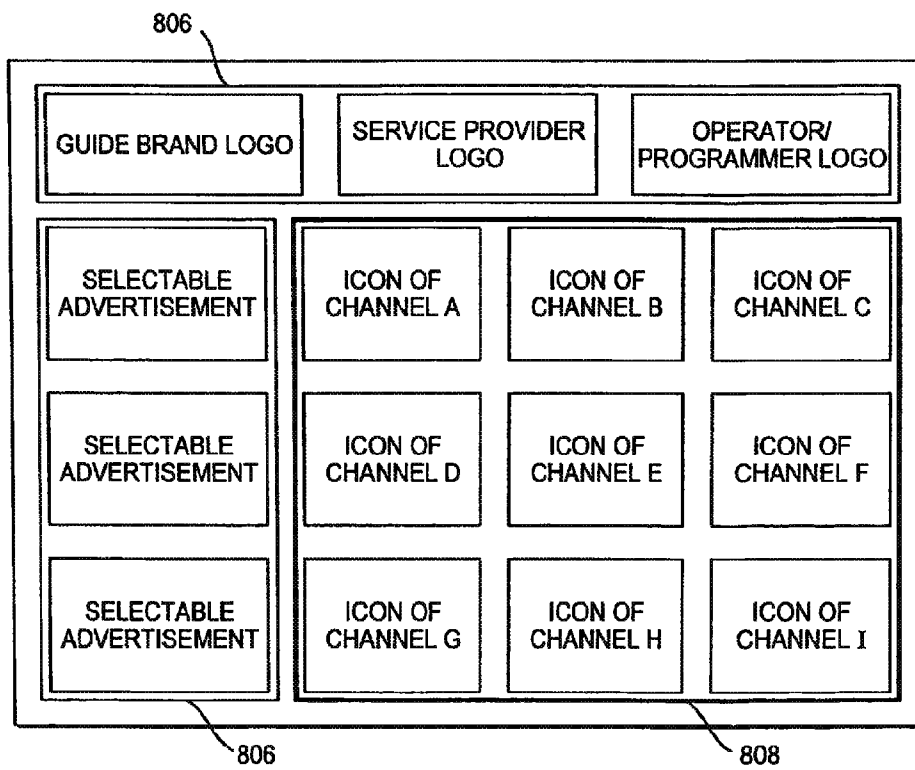 806
GUIDE BRAND LOGO
SERVICE PROVIDER
LOGO
OPERATOR/
PROGRAMMER LOGO
SELECTABLE
ADVERTISEMENT
ICON OF
CHANNEL A
ICON OF
CHANNEL B
ICON OF
CHANNEL C
SELECTABLE
ADVERTISEMENT
ICON OF
CHANNEL D
ICON OF
CHANNEL E
ICON OF
CHANNEL F
SELECTABLE
ADVERTISEMENT
ICON OF
CHANNEL G
ICON OF
CHANNEL H
ICON OF
CHANNEL I
806
808